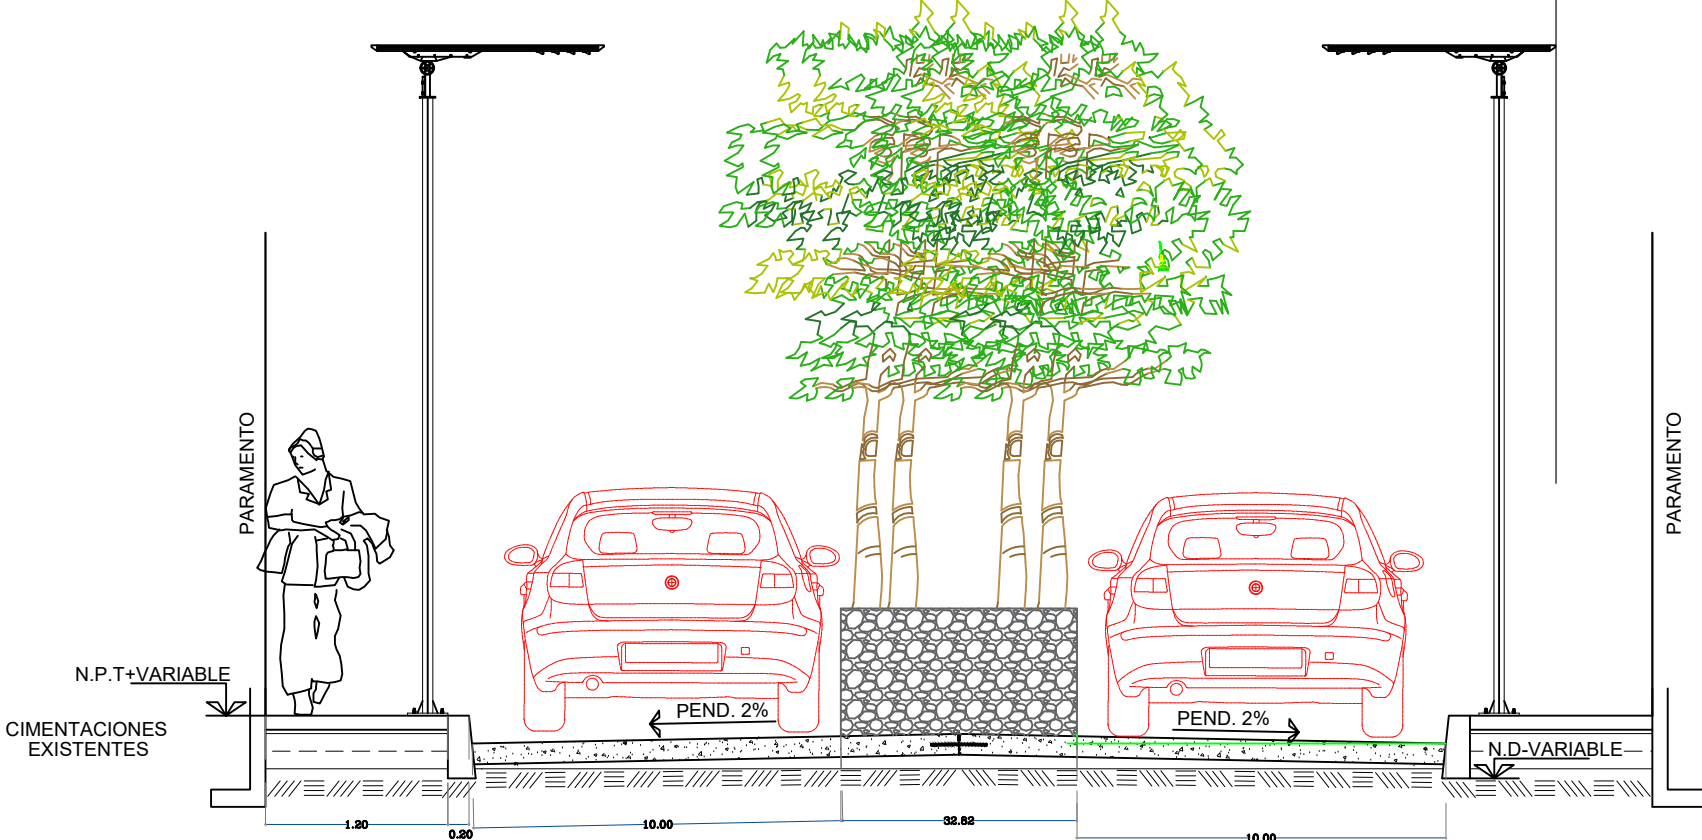 PARAMENTO
PARAMENTO
N.P.T+VARIABLE
CIMENTACIONES
EXISTENTES
PEND. 2%
PEND. 2%
N.D-VARIABLE
1.20
0.20
10.00
32.82
10.00